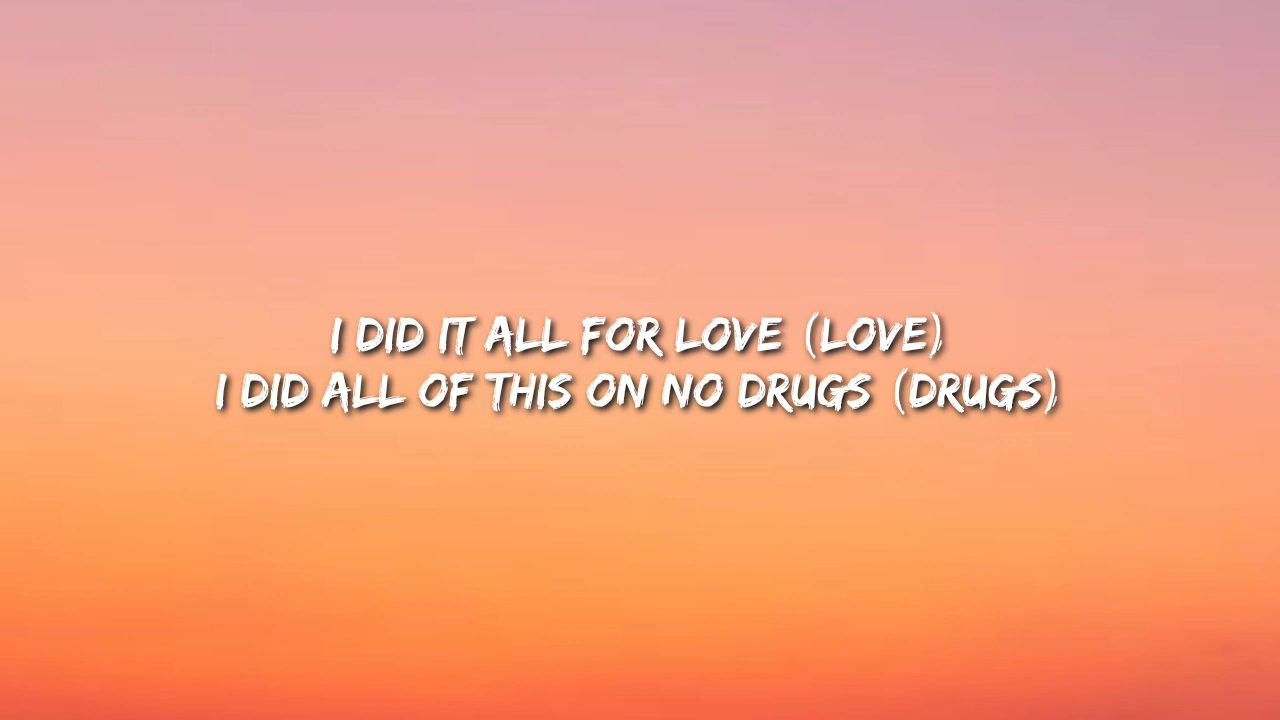 I DID IT ALL FOR LOVE (LOVE)
I DID ALL OF THIS ON NO DRUGS (DRUGS)